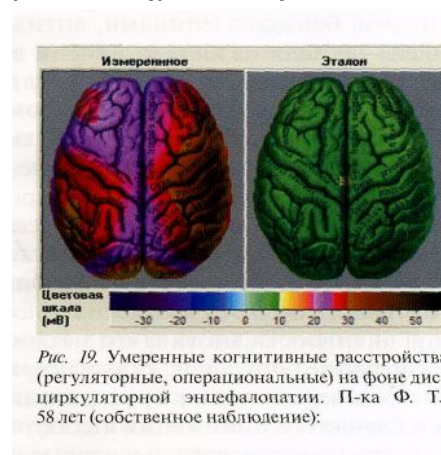 Измеренное
Эталон
Цветовая
шкала
(мВ)
-30 -20 -10 0 10 20 30 40 50
Рис. 19. Умеренные когнитивные расстройства
(регуляторные, операциональные) на фоне дис-
циркуляторной энцефалопатии. П-ка Ф. Т.
58 лет (собственное наблюдение):